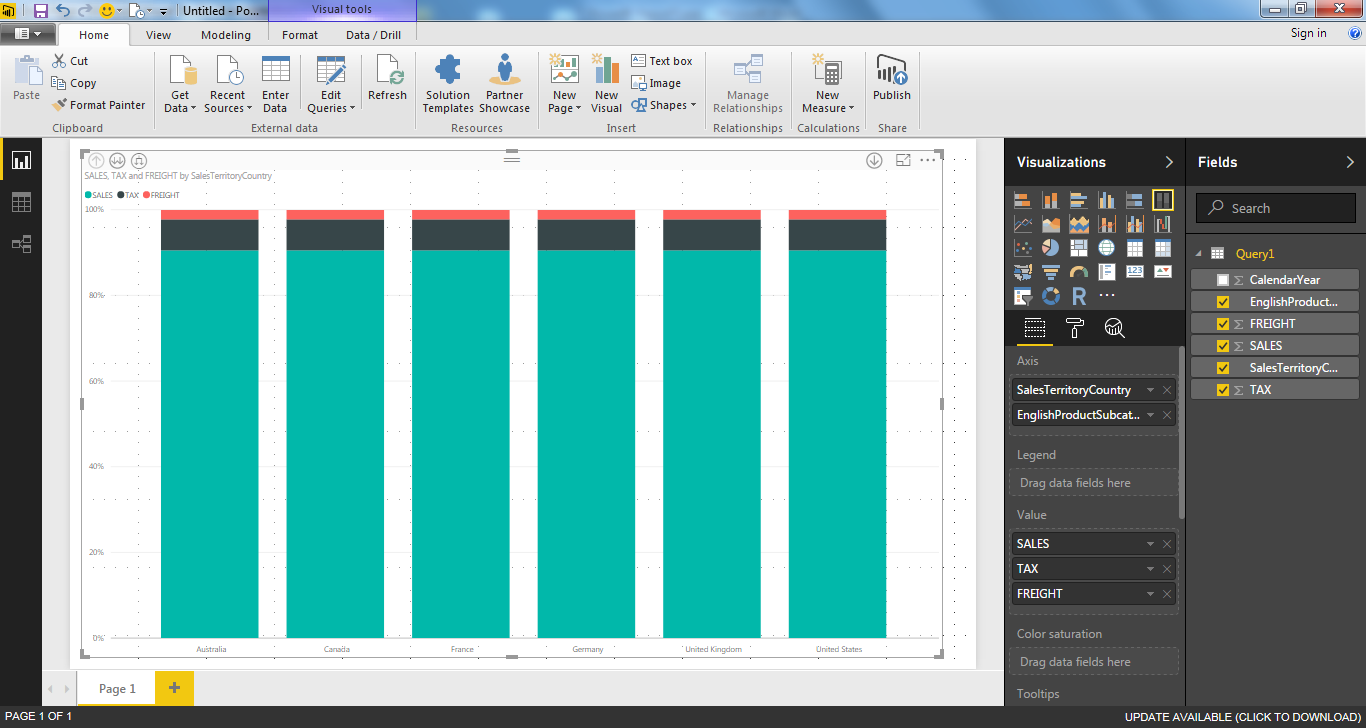 Untitled - Po...
Visual tools
Home
View
Modeling
Format
Data / Drill
Sign in
Paste
Cut
Copy
Format Painter
Clipboard
Get Data
Recent Sources
Enter Data
Edit Queries
Refresh
External data
Solution Templates
Partner Showcase
Resources
New Page
New Visual
Text box
Image
Shapes
Insert
Manage Relationships
Relationships
New Measure
Calculations
Publish
Share
SALES, TAX and FREIGHT by SalesTerritoryCountry
SALES TAX FREIGHT
100%
80%
60%
40%
20%
0%
Australia
Canada
France
Germany
United Kingdom
United States
Visualizations
R
123
Axis
SalesTerritoryCountry
EnglishProductSubcat...
Legend
Drag data fields here
Value
SALES
TAX
FREIGHT
Color saturation
Drag data fields here
Tooltips
Fields
Search
Query1
CalendarYear
EnglishProduct...
FREIGHT
SALES
SalesTerritoryC...
TAX
Page 1
PAGE 1 OF 1
UPDATE AVAILABLE (CLICK TO DOWNLOAD)